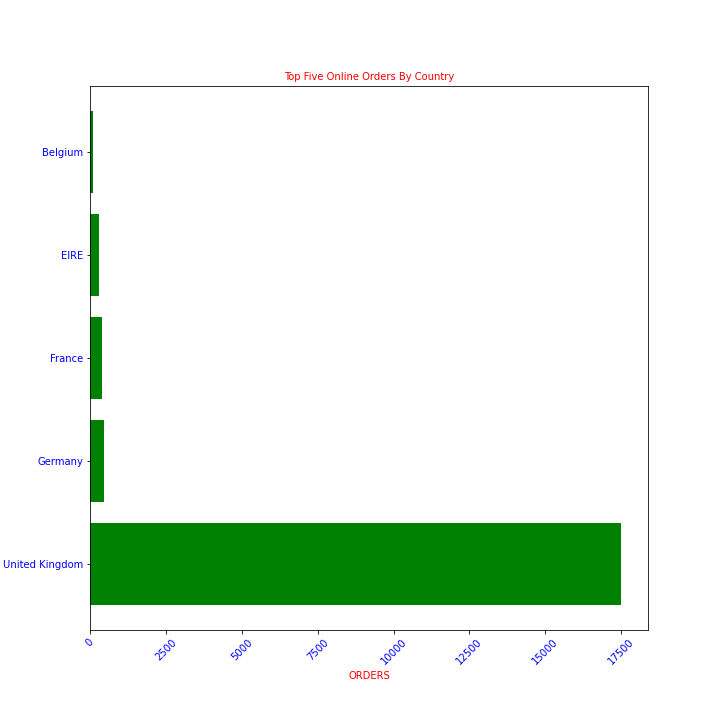 Top Five Online Orders By Country
Belgium
EIRE
France
Germany
United Kingdom
0
2500
5000
7500
10000
12500
15000
17500
ORDERS